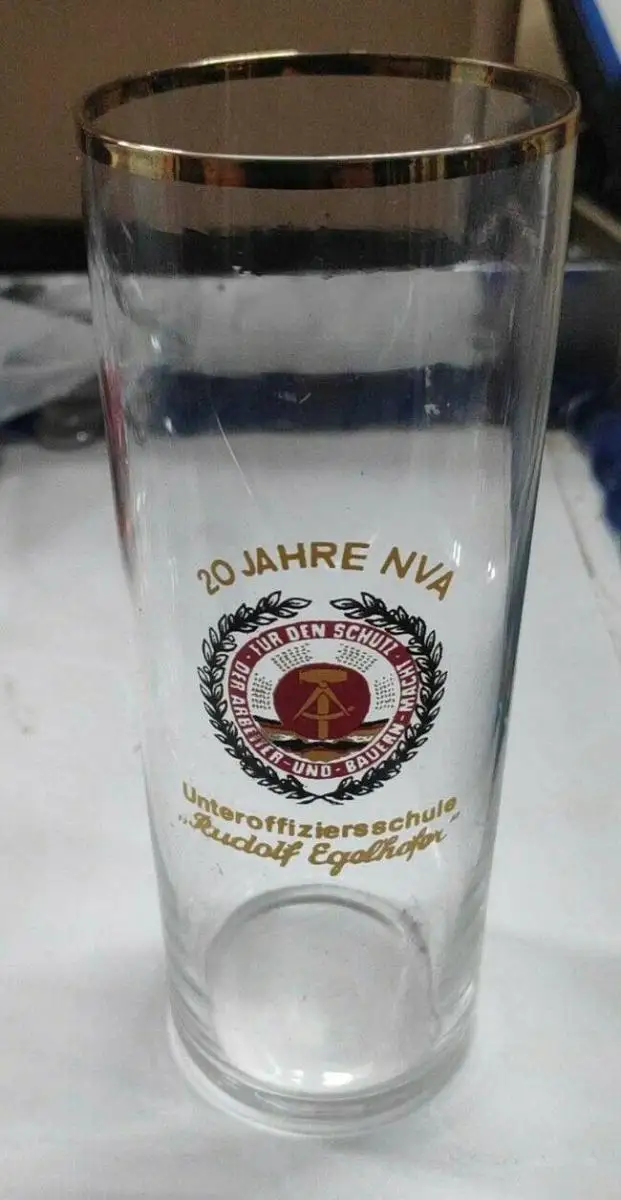 20 JAHRE NVA
· FÜR DEN SCHUTZ · DER ARBEITER-UND-BAUERN-MACHT
Unteroffiziersschule
„Rudolf Egelhofer"